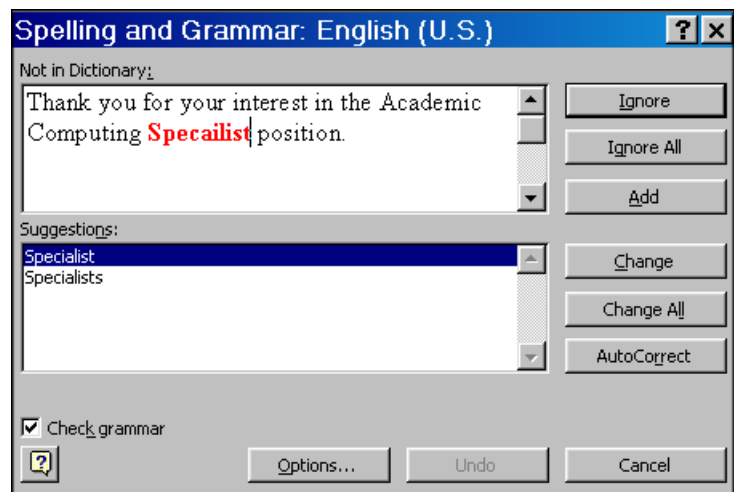 Spelling and Grammar: English (U.S.)
Not in Dictionary:
Thank you for your interest in the Academic
Computing Specailist position.
Ignore
Ignore All
Add
Suggestions:
Specialist
Specialists
Change
Change All
AutoCorrect
Check grammar
Options...
Undo
Cancel